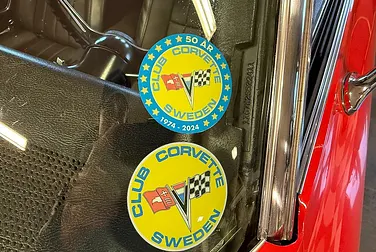 50 ÅR
CLUB CORVETTE
SWEDEN
1974 - 2024
CLUB CORVETTE
SWEDEN